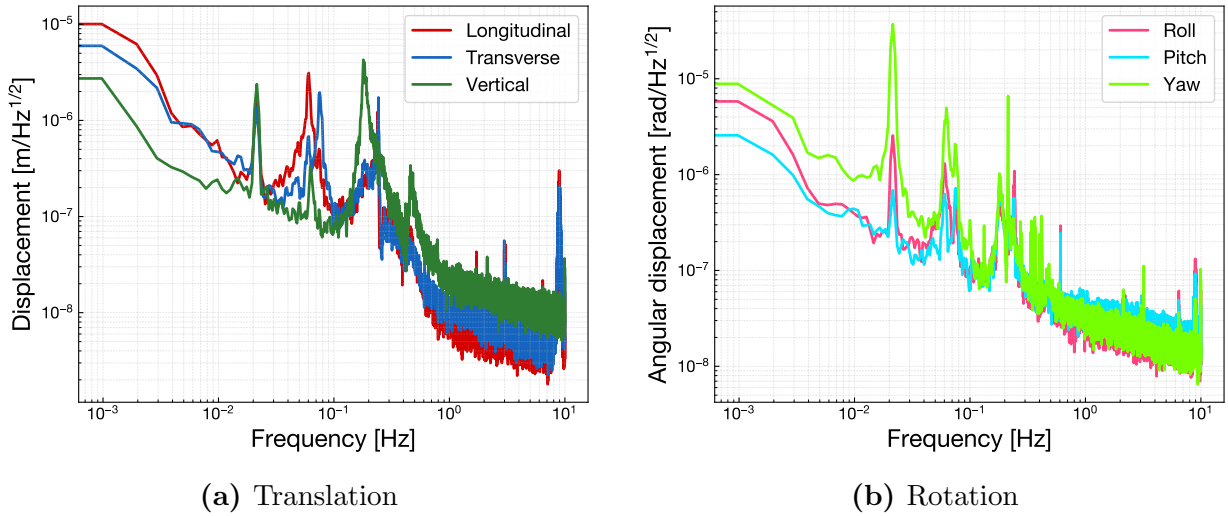 Displacement [m/Hz^{1/2}]
10^{-5}
10^{-6}
10^{-7}
10^{-8}
Longitudinal
Transverse
Vertical
10^{-3} 10^{-2} 10^{-1} 10^{0} 10^{1}
Frequency [Hz]
(a) Translation
Angular displacement [rad/Hz^{1/2}]
10^{-5}
10^{-6}
10^{-7}
10^{-8}
Roll
Pitch
Yaw
10^{-3} 10^{-2} 10^{-1} 10^{0} 10^{1}
Frequency [Hz]
(b) Rotation